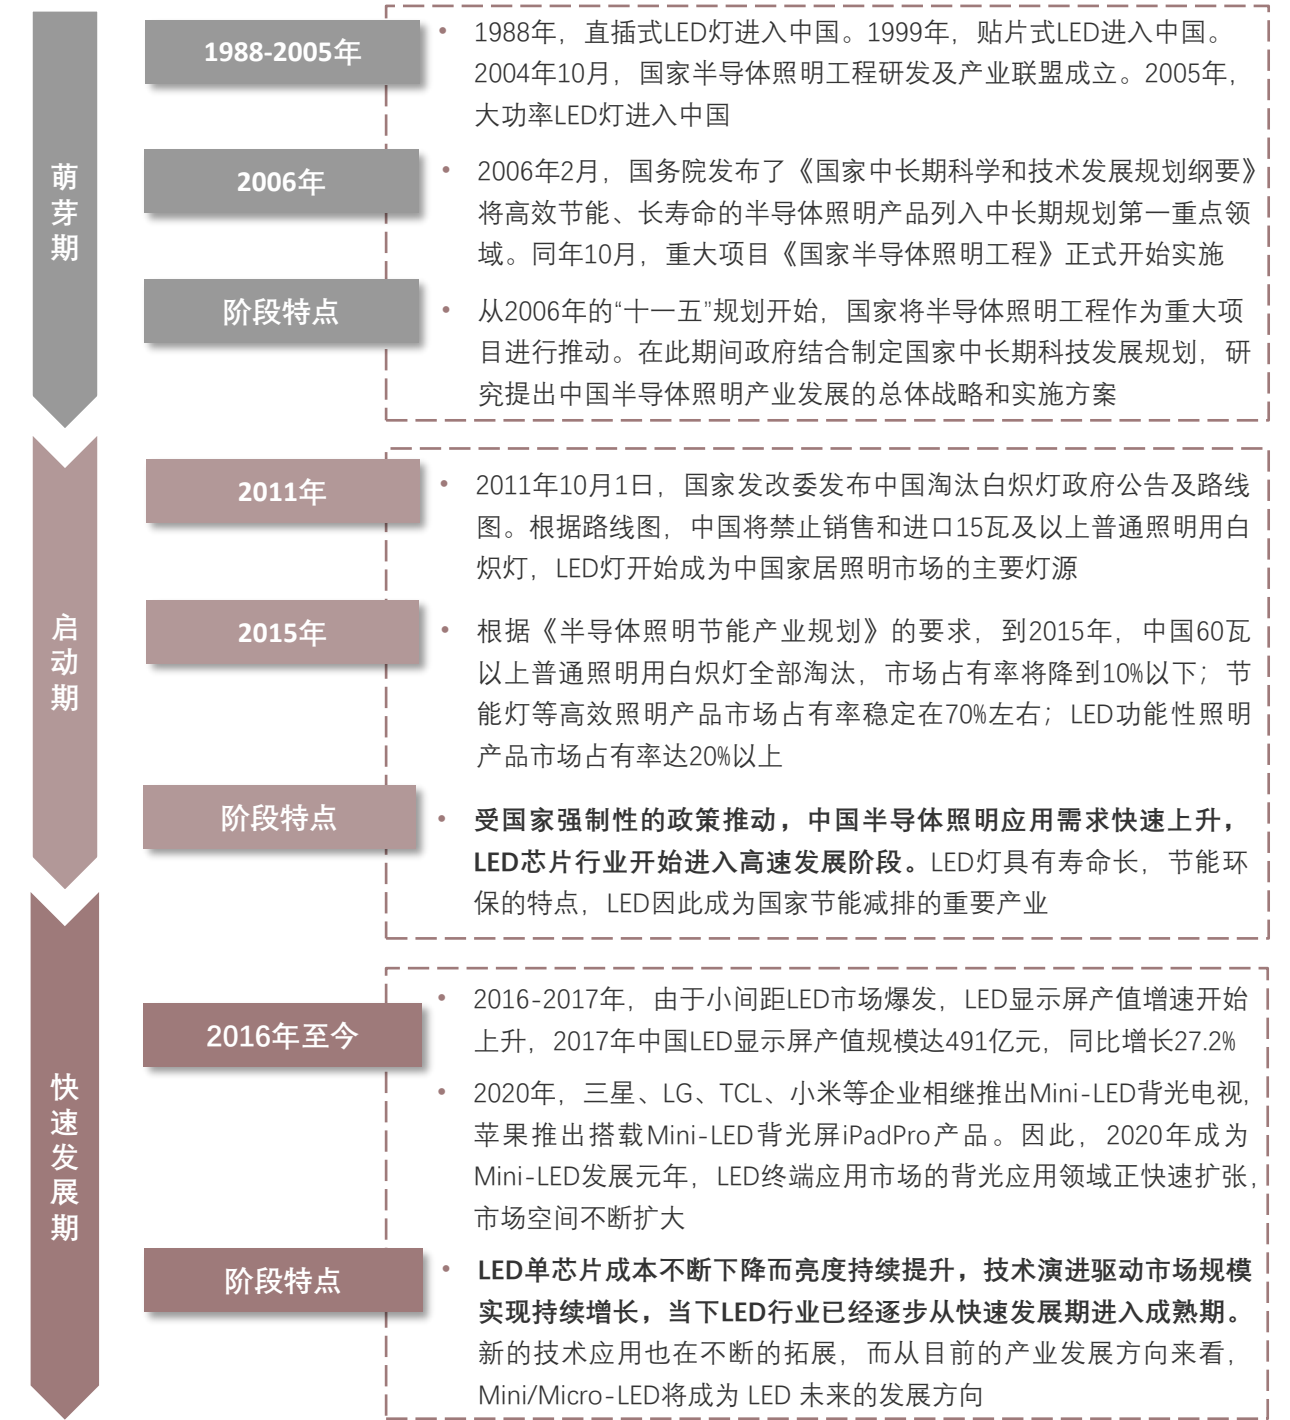 萌芽期
1988-2005年
• 1988年，直插式LED灯进入中国。1999年，贴片式LED进入中国。
2004年10月，国家半导体照明工程研发及产业联盟成立。2005年，
大功率LED灯进入中国
2006年
• 2006年2月，国务院发布了《国家中长期科学和技术发展规划纲要》
将高效节能、长寿命的半导体照明产品列入中长期规划第一重点领
域。同年10月，重大项目《国家半导体照明工程》正式开始实施
阶段特点
• 从2006年的“十一五”规划开始，国家将半导体照明工程作为重大项
目进行推动。在此期间政府结合制定国家中长期科技发展规划，研
究提出中国半导体照明产业发展的总体战略和实施方案
启动期
2011年
• 2011年10月1日，国家发改委发布中国淘汰白炽灯政府公告及路线
图。根据路线图，中国将禁止销售和进口15瓦及以上普通照明用白
炽灯，LED灯开始成为中国家居照明市场的主要灯源
2015年
• 根据《半导体照明节能产业规划》的要求，到2015年，中国60瓦
以上普通照明用白炽灯全部淘汰，市场占有率将降到10%以下；节
能灯等高效照明产品市场占有率稳定在70%左右；LED功能性照明
产品市场占有率达20%以上
阶段特点
• 受国家强制性的政策推动，中国半导体照明应用需求快速上升，
LED芯片行业开始进入高速发展阶段。LED灯具有寿命长，节能环
保的特点，LED因此成为国家节能减排的重要产业
快速发展期
2016年至今
• 2016-2017年，由于小间距LED市场爆发，LED显示屏产值增速开始
上升，2017年中国LED显示屏产值规模达491亿元，同比增长27.2%
• 2020年，三星、LG、TCL、小米等企业相继推出Mini-LED背光电视，
苹果推出搭载Mini-LED背光屏iPadPro产品。因此，2020年成为
Mini-LED发展元年，LED终端应用市场的背光应用领域正快速扩张，
市场空间不断扩大
阶段特点
• LED单芯片成本不断下降而亮度持续提升，技术演进驱动市场规模
实现持续增长，当下LED行业已经逐步从快速发展期进入成熟期。
新的技术应用也在不断的拓展，而从目前的产业发展方向来看，
Mini/Micro-LED将成为 LED 未来的发展方向